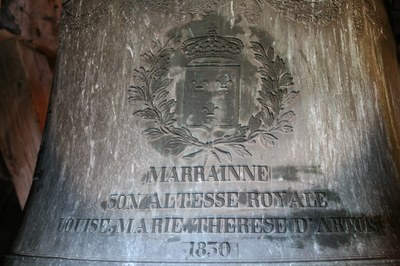 MARRAINNE
SON ALTESSE ROYALE
LOUISE MARIE THERESE D'ARTOIS
1830